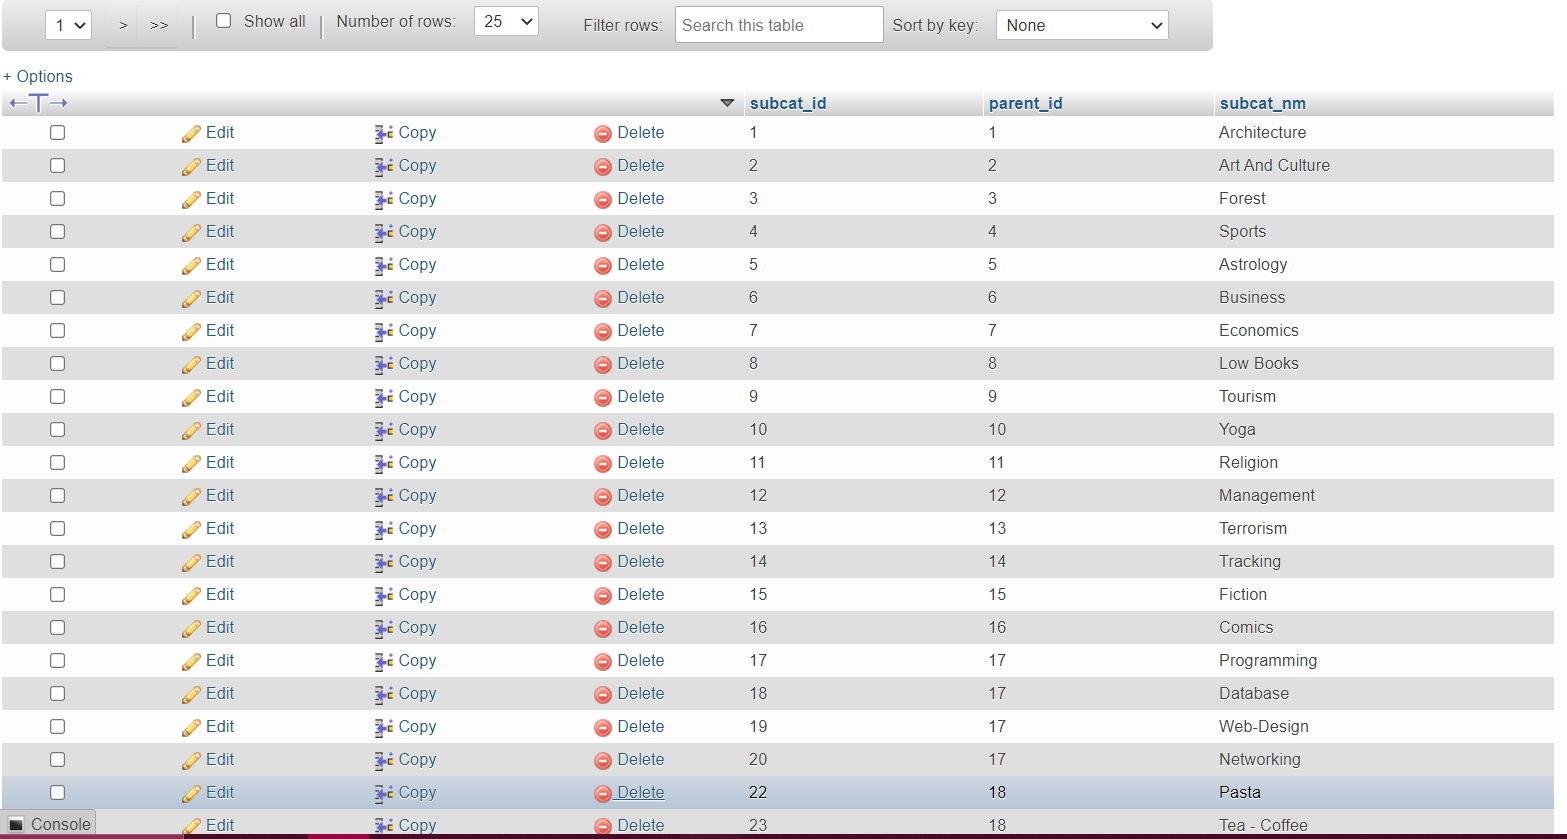 1 > >> Show all Number of rows: 25 Filter rows: Search this table Sort by key: None
+ Options
←T→ subcat_id parent_id subcat_nm
Edit Copy Delete 1 1 Architecture
Edit Copy Delete 2 2 Art And Culture
Edit Copy Delete 3 3 Forest
Edit Copy Delete 4 4 Sports
Edit Copy Delete 5 5 Astrology
Edit Copy Delete 6 6 Business
Edit Copy Delete 7 7 Economics
Edit Copy Delete 8 8 Low Books
Edit Copy Delete 9 9 Tourism
Edit Copy Delete 10 10 Yoga
Edit Copy Delete 11 11 Religion
Edit Copy Delete 12 12 Management
Edit Copy Delete 13 13 Terrorism
Edit Copy Delete 14 14 Tracking
Edit Copy Delete 15 15 Fiction
Edit Copy Delete 16 16 Comics
Edit Copy Delete 17 17 Programming
Edit Copy Delete 18 17 Database
Edit Copy Delete 19 17 Web-Design
Edit Copy Delete 20 17 Networking
Edit Copy Delete 22 18 Pasta
Console Edit Copy Delete 23 18 Tea - Coffee